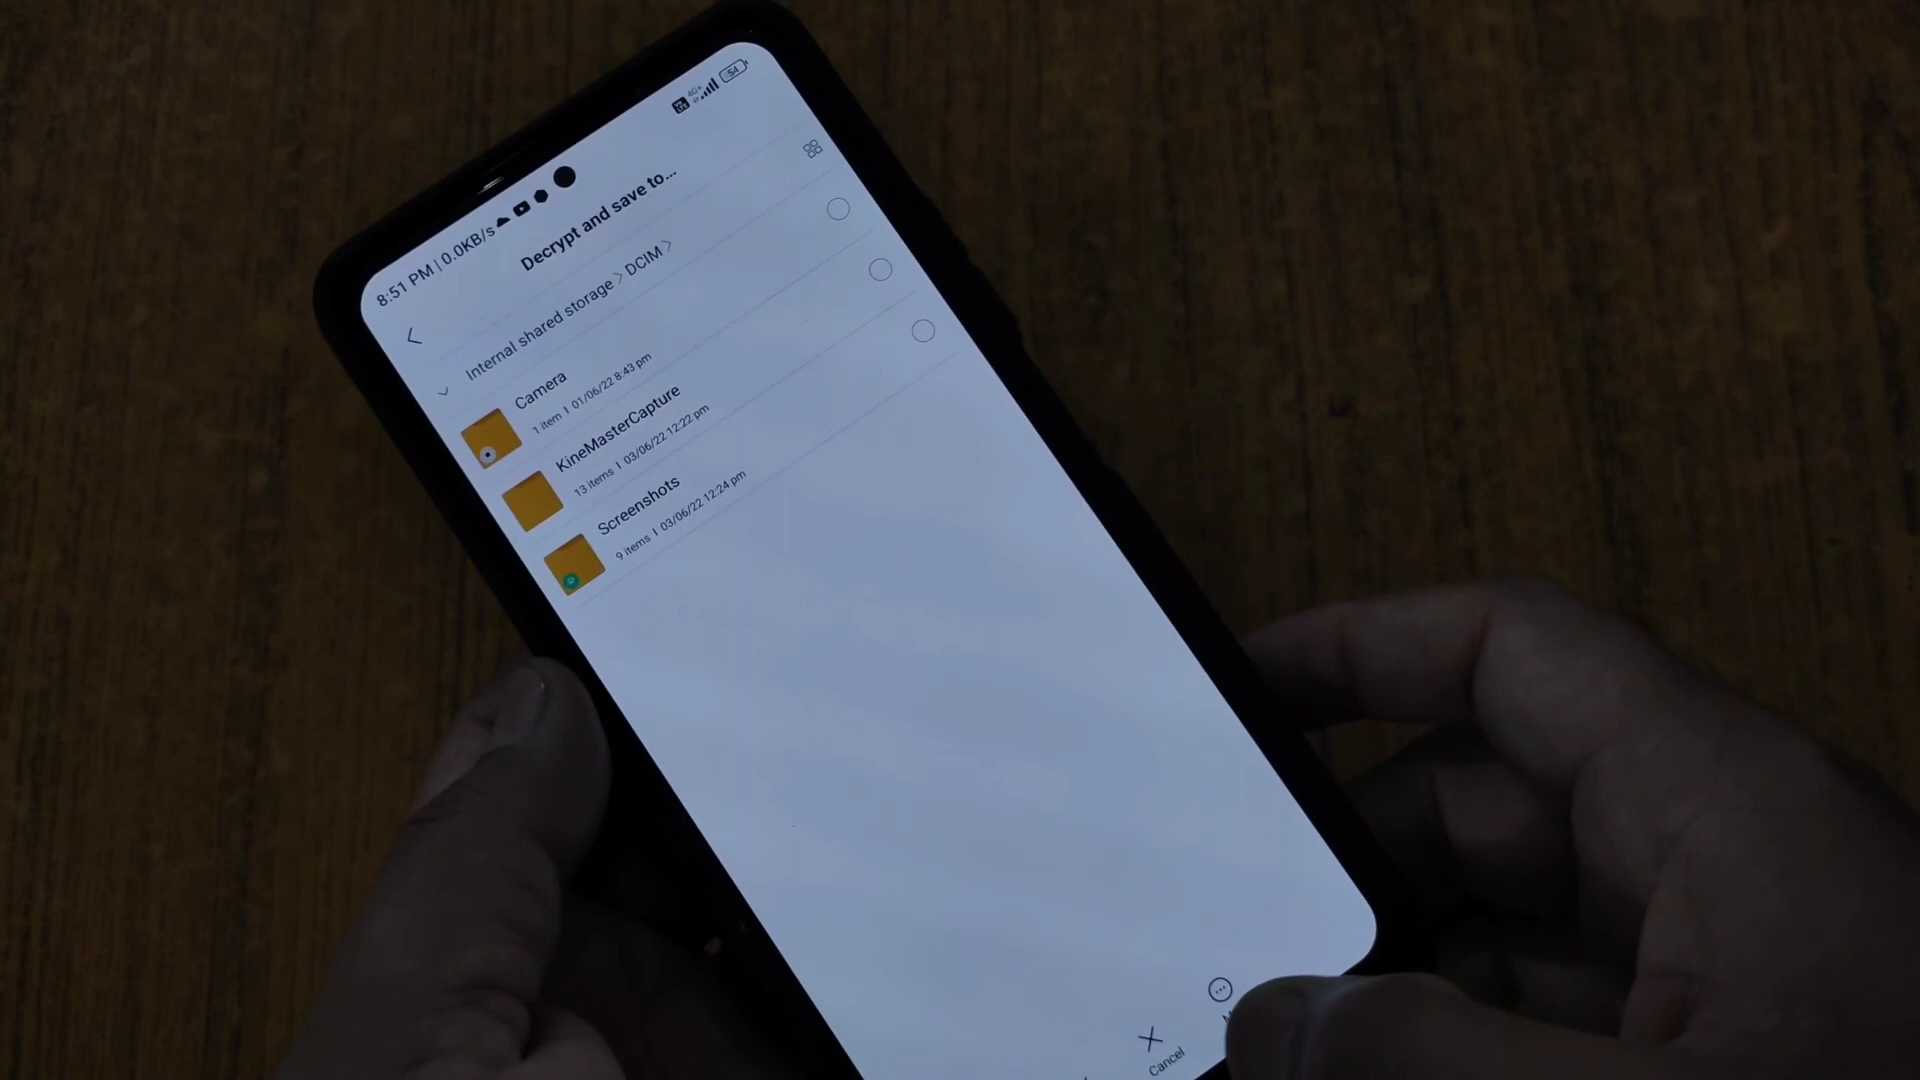 8:51 PM | 0.0KB/s
4G+
54
Decrypt and save to...
Internal shared storage > DCIM >
Camera
1 item | 01/06/22 8:43 pm
KineMasterCapture
13 items | 03/06/22 12:22 pm
Screenshots
9 items | 03/06/22 12:24 pm
Cancel